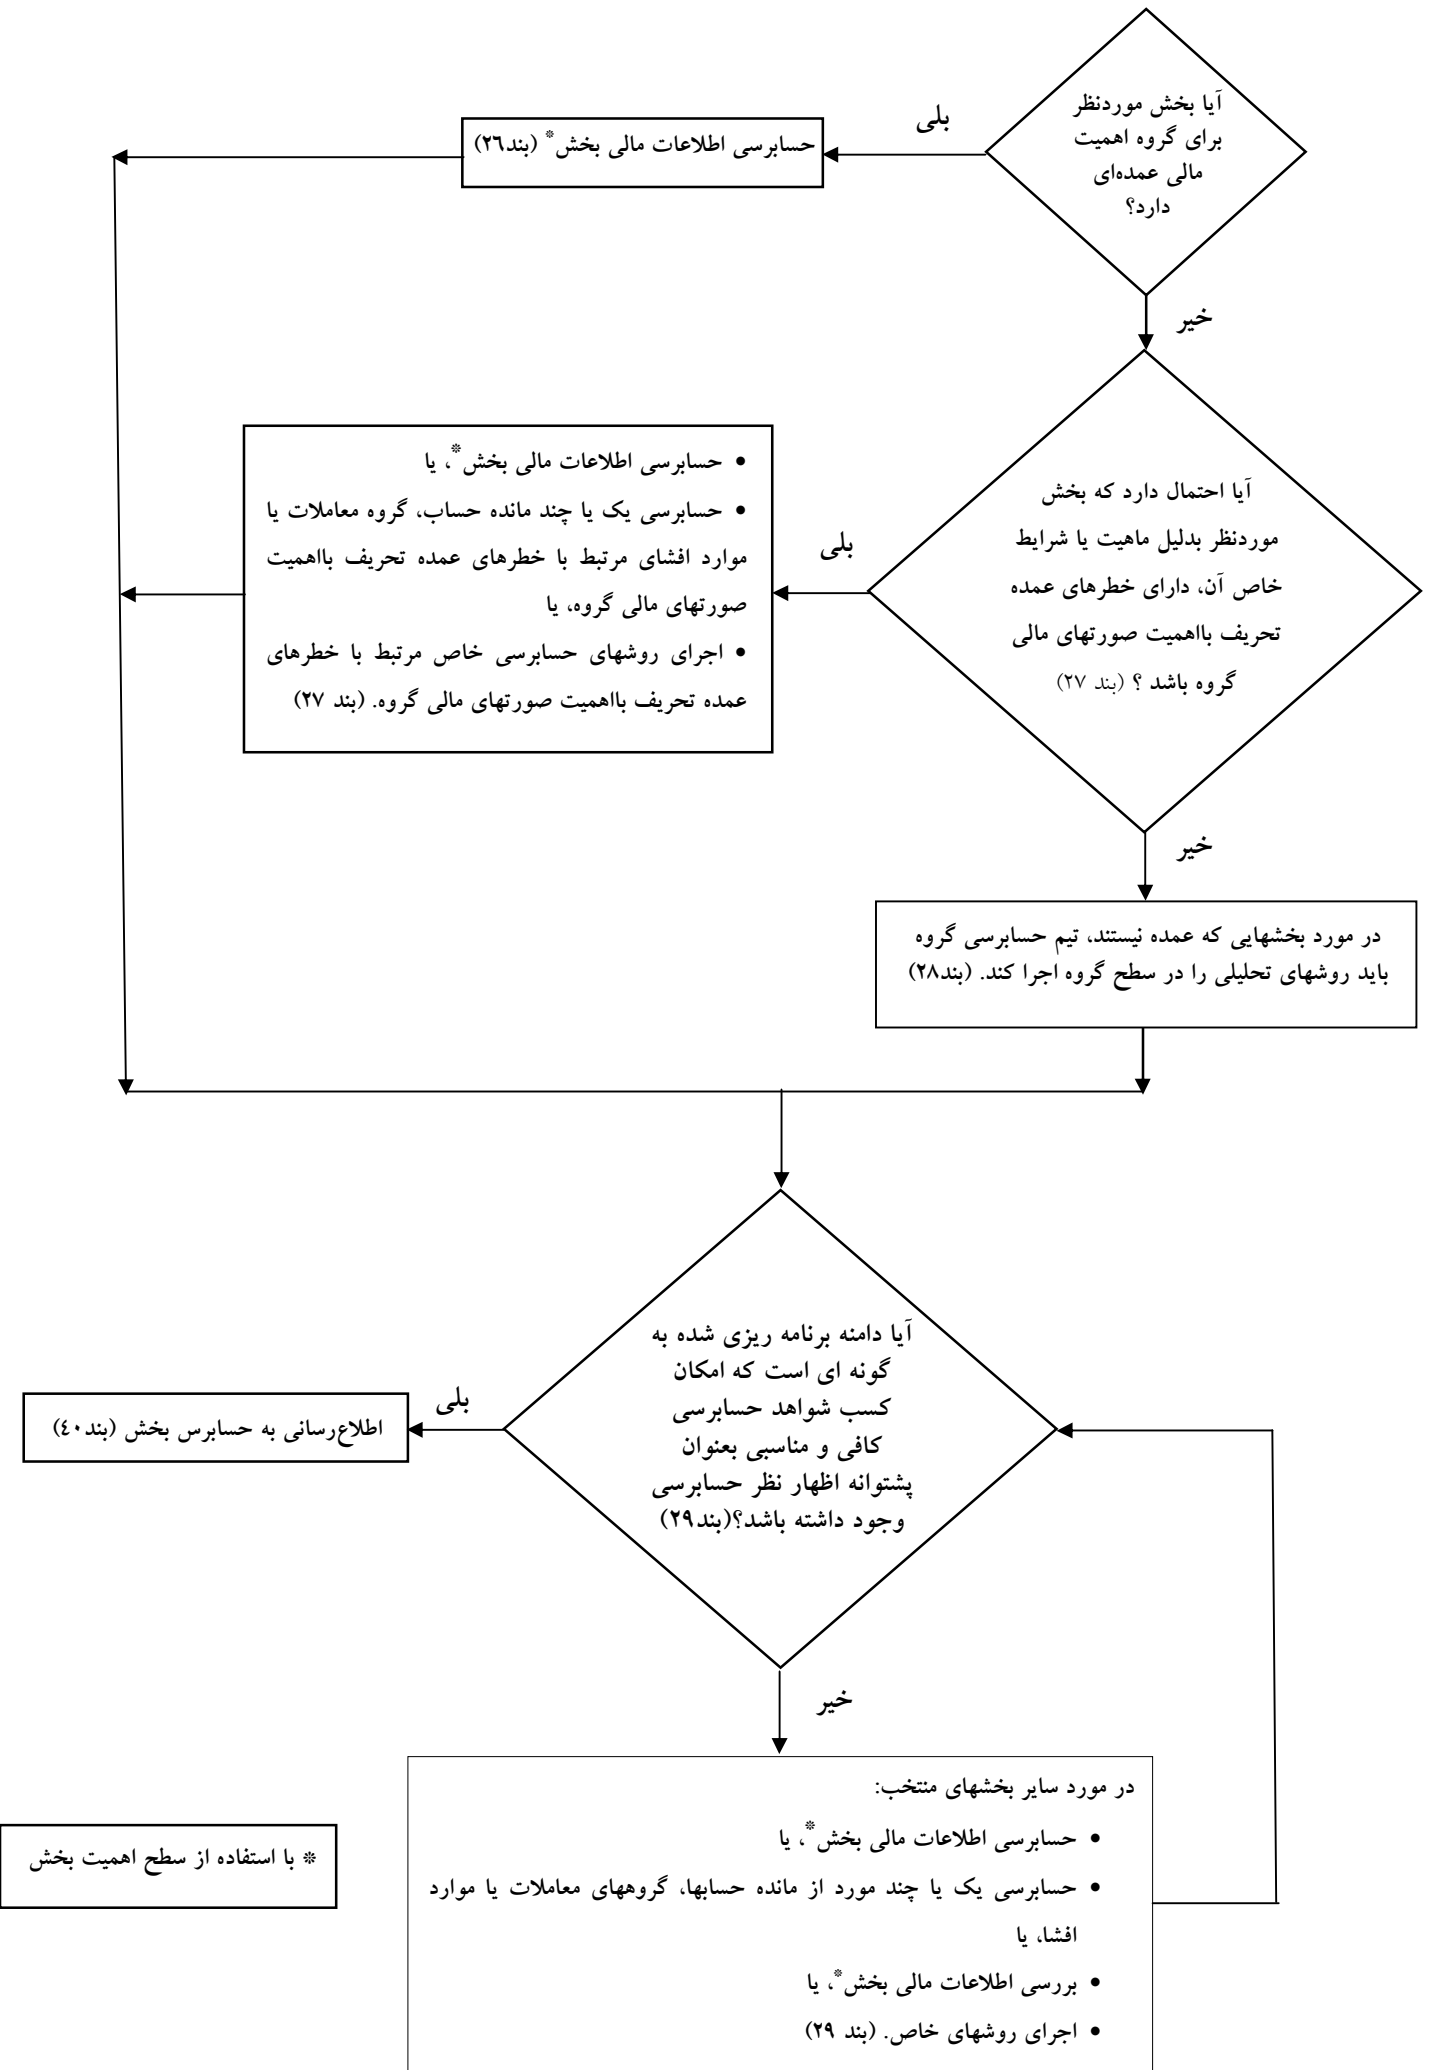 آیا بخش موردنظر
برای گروه اهمیت
مالی عمده‌ای
دارد؟
بلی
حسابرسی اطلاعات مالی بخش* (بند۲۶)
خیر
آیا احتمال دارد که بخش
موردنظر بدلیل ماهیت یا شرایط
خاص آن، دارای خطرهای عمده
تحریف بااهمیت صورتهای مالی
گروه باشد ؟ (بند ۲۷)
بلی
• حسابرسی اطلاعات مالی بخش*، یا
• حسابرسی یک یا چند مانده حساب، گروه معاملات یا
موارد افشای مرتبط با خطرهای عمده تحریف بااهمیت
صورتهای مالی گروه، یا
• اجرای روشهای حسابرسی خاص مرتبط با خطرهای
عمده تحریف بااهمیت صورتهای مالی گروه. (بند ۲۷)
خیر
در مورد بخشهایی که عمده نیستند، تیم حسابرسی گروه
باید روشهای تحلیلی را در سطح گروه اجرا کند. (بند۲۸)
آیا دامنه برنامه ریزی شده به
گونه ای است که امکان
کسب شواهد حسابرسی
کافی و مناسبی بعنوان
پشتوانه اظهار نظر حسابرسی
وجود داشته باشد؟(بند۲۹)
بلی
اطلاع‌رسانی به حسابرس بخش (بند۴۰)
خیر
در مورد سایر بخشهای منتخب:
• حسابرسی اطلاعات مالی بخش*، یا
• حسابرسی یک یا چند مورد از مانده حسابها، گروههای معاملات یا موارد
افشا، یا
• بررسی اطلاعات مالی بخش*، یا
• اجرای روشهای خاص. (بند ۲۹)
* با استفاده از سطح اهمیت بخش